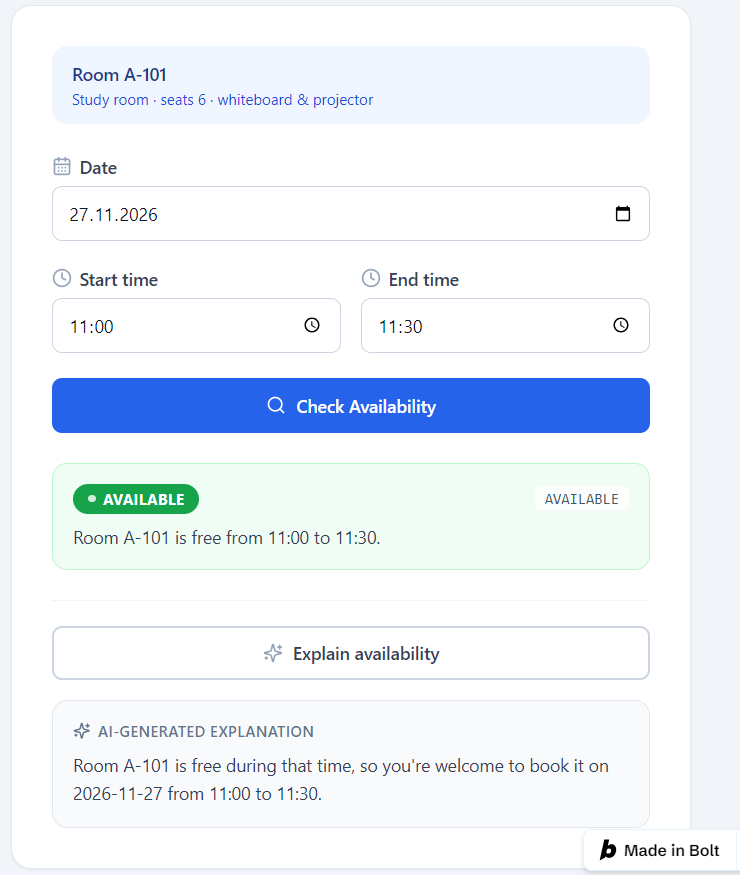 Room A-101
Study room · seats 6 · whiteboard & projector
Date
27.11.2026
Start time
End time
11:00
11:30
Check Availability
AVAILABLE
AVAILABLE
Room A-101 is free from 11:00 to 11:30.
Explain availability
AI-GENERATED EXPLANATION
Room A-101 is free during that time, so you're welcome to book it on
2026-11-27 from 11:00 to 11:30.
b Made in Bolt